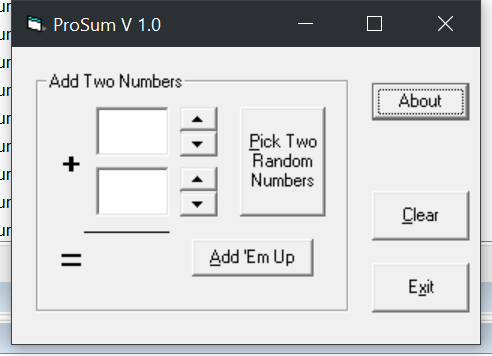 ProSum V 1.0
Add Two Numbers
About
+
Pick Two
Random
Numbers
Clear
=
Add 'Em Up
Exit